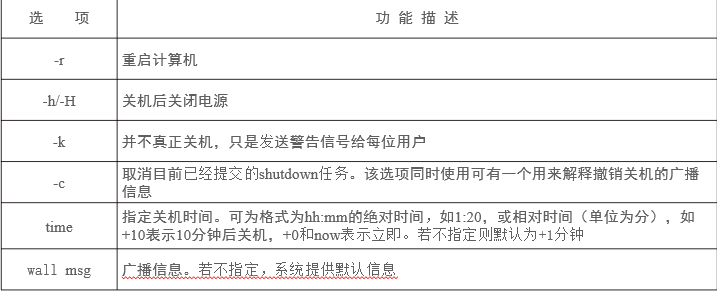 选 项 功 能 描 述
-r 重启计算机
-h/-H 关机后关闭电源
-k 并不真正关机，只是发送警告信号给每位用户
-c 取消目前已经提交的shutdown任务。该选项同时使用可有一个用来解释撤销关机的广播
信息
time 指定关机时间。可为格式为hh:mm的绝对时间，如1:20，或相对时间（单位为分），如
+10表示10分钟后关机，+0和now表示立即。若不指定则默认为+1分钟
wall msg 广播信息。若不指定，系统提供默认信息